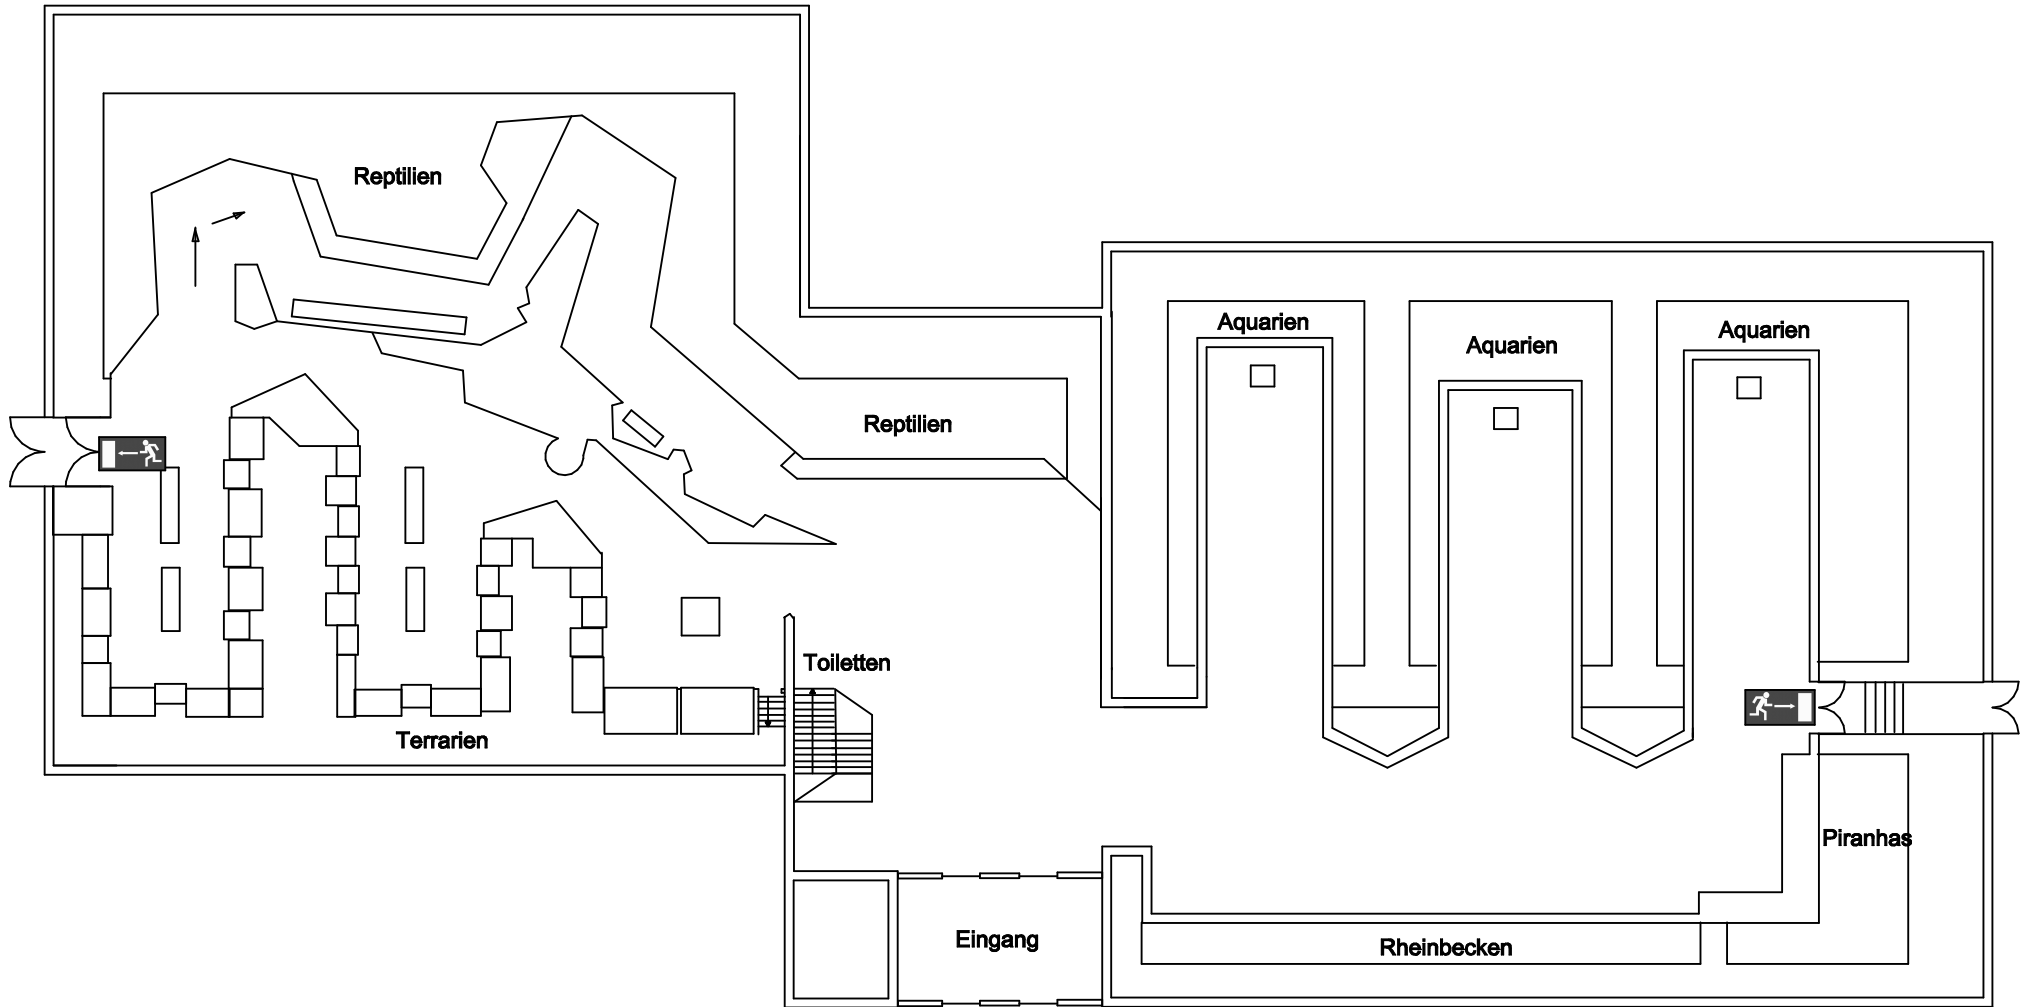 Reptilien
Aquarien
Aquarien
Aquarien
Reptilien
Toiletten
Terrarien
Piranhas
Eingang
Rheinbecken